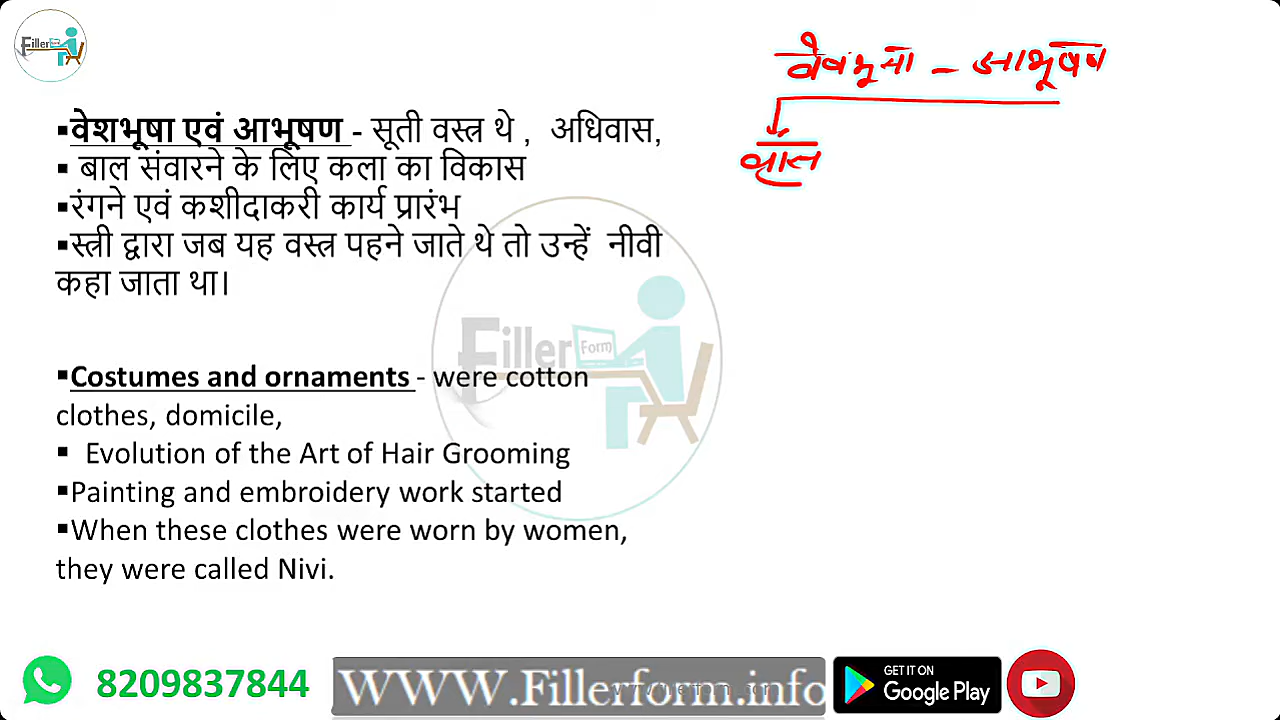 Filler Form
वेशभूषा - आभूषण
▪वेशभूषा एवं आभूषण - सूती वस्त्र थे , अधिवास,
▪ बाल संवारने के लिए कला का विकास
▪रंगने एवं कशीदाकरी कार्य प्रारंभ
▪स्त्री द्वारा जब यह वस्त्र पहने जाते थे तो उन्हें नीवी
कहा जाता था।
Filler Form
▪Costumes and ornaments - were cotton
clothes, domicile,
▪ Evolution of the Art of Hair Grooming
▪Painting and embroidery work started
▪When these clothes were worn by women,
they were called Nivi.
8209837844
www.Fillerform.info
GET IT ON
Google Play